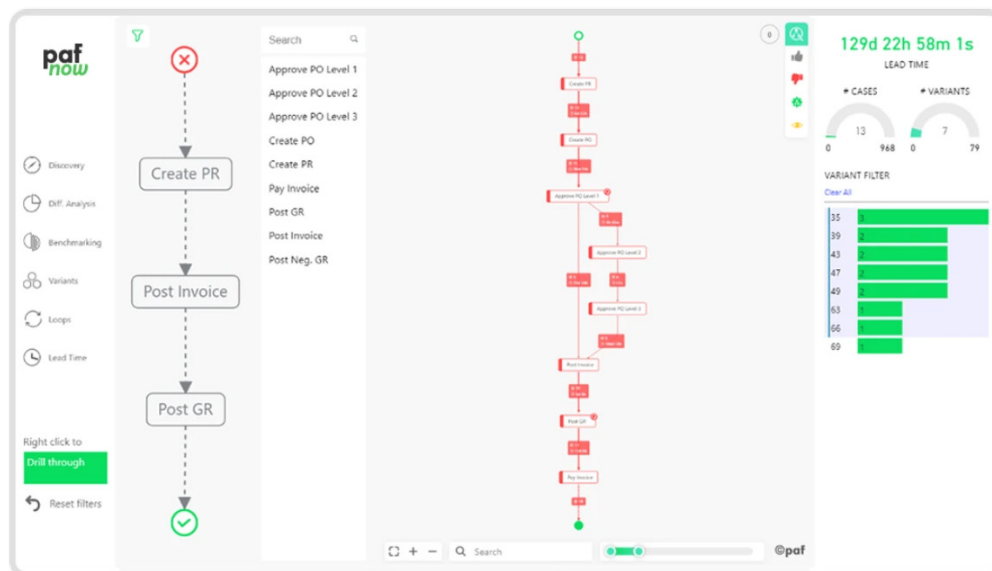 paf
now
Discovery
Diff. Analysis
Benchmarking
Variants
Loops
Lead Time
Right click to
Drill through
Reset filters
Create PR
Post Invoice
Post GR
Search
Approve PO Level 1
Approve PO Level 2
Approve PO Level 3
Create PO
Create PR
Pay Invoice
Post GR
Post Invoice
Post Neg. GR
Create PR
Create PO
Approve PO Level 1
Approve PO Level 2
Approve PO Level 3
Post Invoice
Post GR
Pay Invoice
Search
©paf
0
129d 22h 58m 1s
LEAD TIME
# CASES
# VARIANTS
13
7
0
968
0
79
VARIANT FILTER
Clear All
35 3
39 2
43 2
47 2
49 2
63 1
66 1
69 1